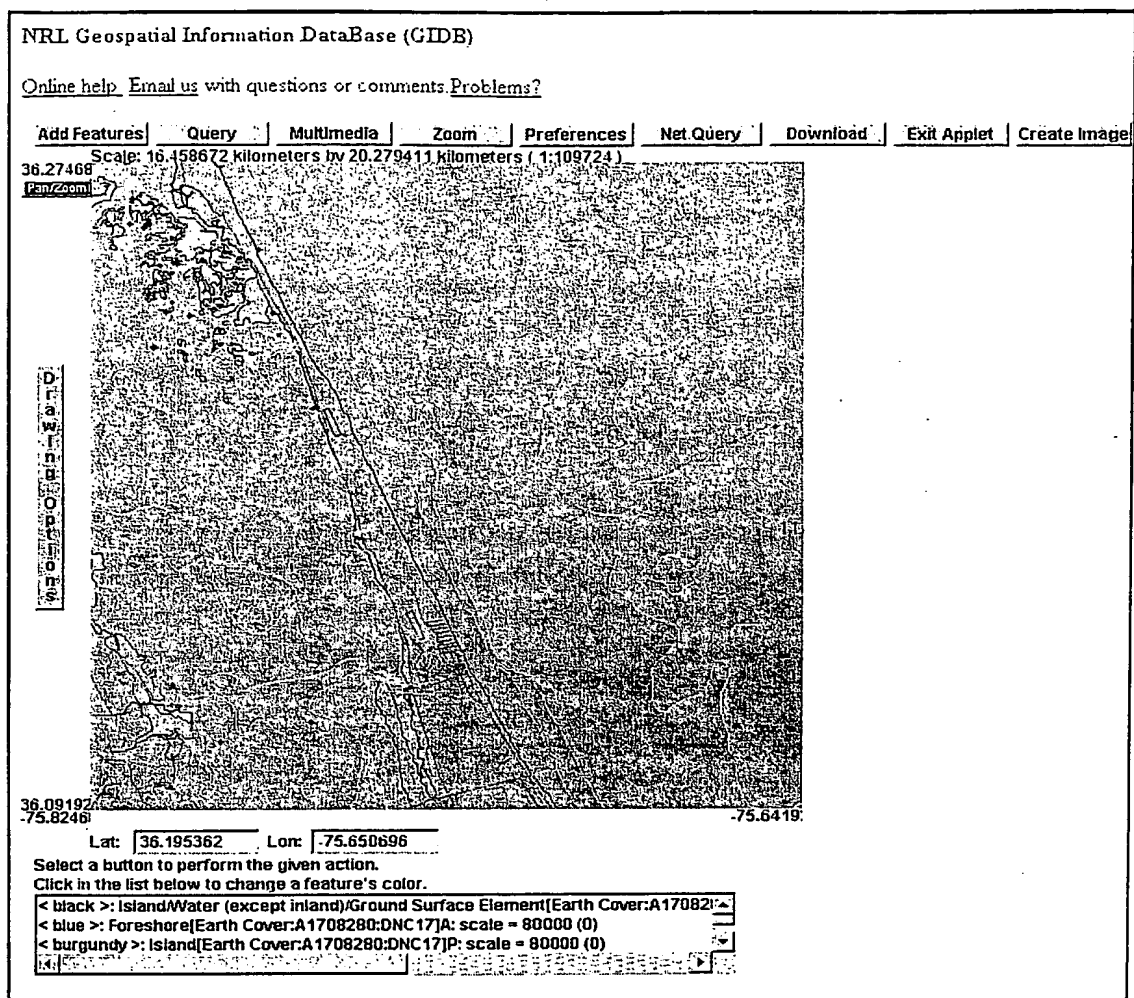 NRL Geospatial Information DataBase (GIDB)
Online help Email us with questions or comments. Problems?
Add Features Query Multimedia Zoom Preferences Net Query Download Exit Applet Create Image
Scale: 16.458672 kilometers by 20.279411 kilometers ( 1:109724 )
36.27468
Pan/Zoom
Drawing Options
36.09192
-75.8246
-75.6419
Lat: 36.195362 Lon: -75.650696
Select a button to perform the given action.
Click in the list below to change a feature's color.
< black >: Island/Water (except inland)/Ground Surface Element[Earth Cover:A17082
< blue >: Foreshore[Earth Cover:A1708280:DNC17]A: scale = 80000 (0)
< burgundy >: Island[Earth Cover:A1708280:DNC17]P: scale = 80000 (0)